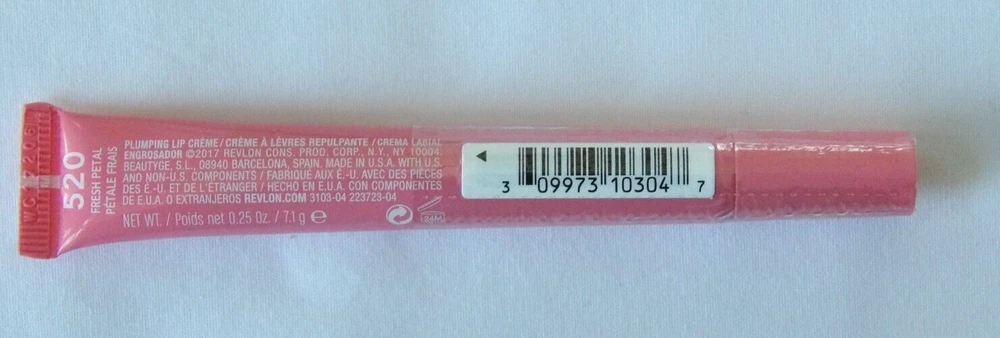 WC 2206
520
FRESH PETAL
PÉTALE FRAIS
PLUMPING LIP CRÈME / CRÈME À LÈVRES REPULPANTE / CREMA LABIAL
ENGROSADOR ©2017 REVLON CONS. PROD. CORP., N.Y., NY 10004.
BEAUTYGE, S.L., 08940 BARCELONA, SPAIN. MADE IN U.S.A. WITH U.S.
AND NON-U.S. COMPONENTS / FABRIQUÉ AUX É.-U. AVEC DES PIÈCES
DES É.-U. ET DE L'ÉTRANGER / HECHO EN E.U.A. CON COMPONENTES
DE E.U.A. O EXTRANJEROS REVLON.COM 3103-04 223723-04
NET WT. / Poids net 0.25 Oz. / 7.1 g ℮
24M
3 09973 10304 7